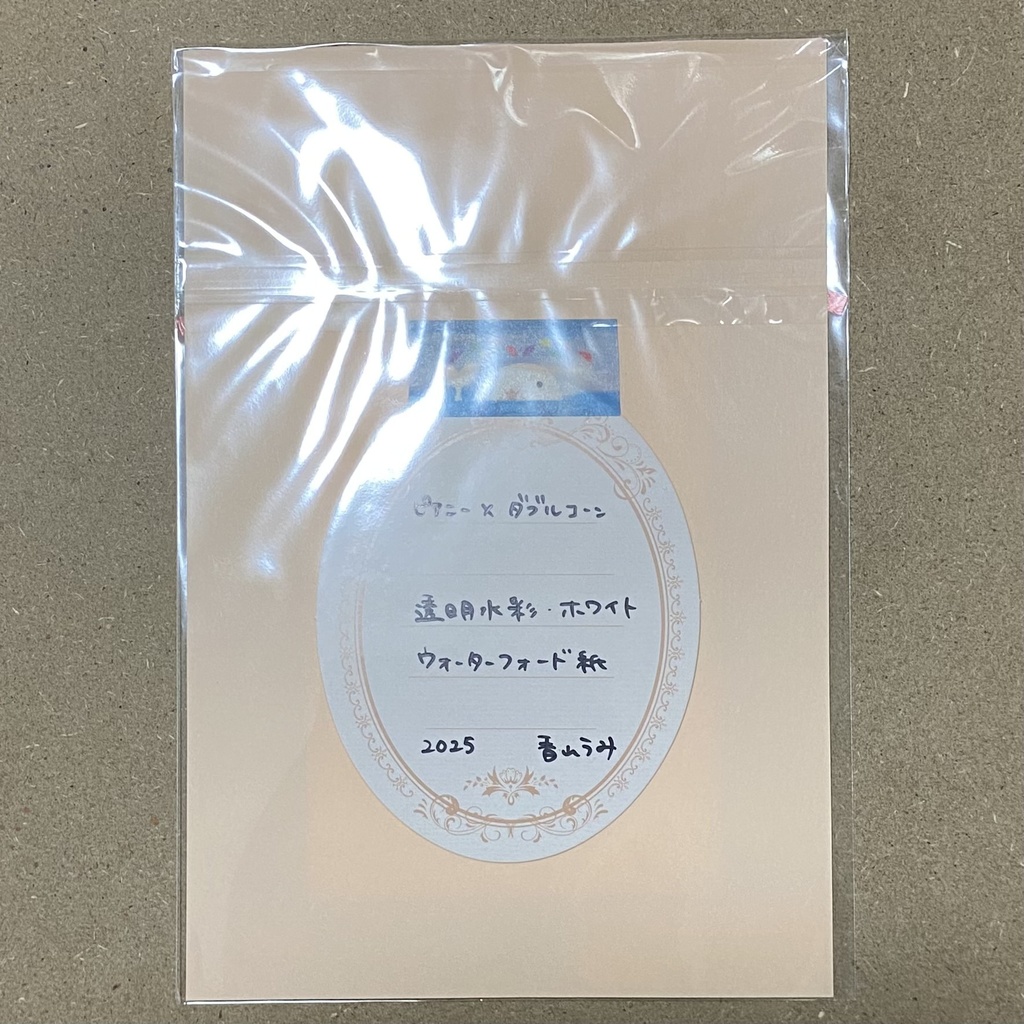 ピアニー × ダブルコーン
透明水彩・ホワイト
ウォーターフォード紙
2025 青山うみ